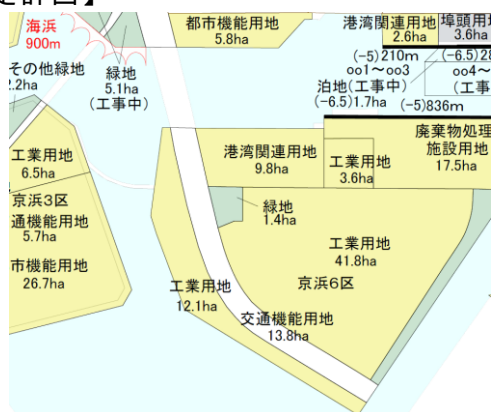 海浜
900m
都市機能用地
5.8ha
港湾関連用地
2.6ha
埠頭用
3.6ha
その他緑地
2.2ha
緑地
5.1ha
(工事中)
(-5)210m
oo1~oo3
泊地(工事中)
(-6.5)1.7ha
(-6.5)28
oo4~
(工事
(-5)836m
廃棄物処理
施設用地
17.5ha
港湾関連用地
9.8ha
工業用地
3.6ha
工業用地
6.5ha
京浜3区
通機能用地
5.7ha
市機能用地
26.7ha
緑地
1.4ha
工業用地
41.8ha
京浜6区
工業用地
12.1ha
交通機能用地
13.8ha